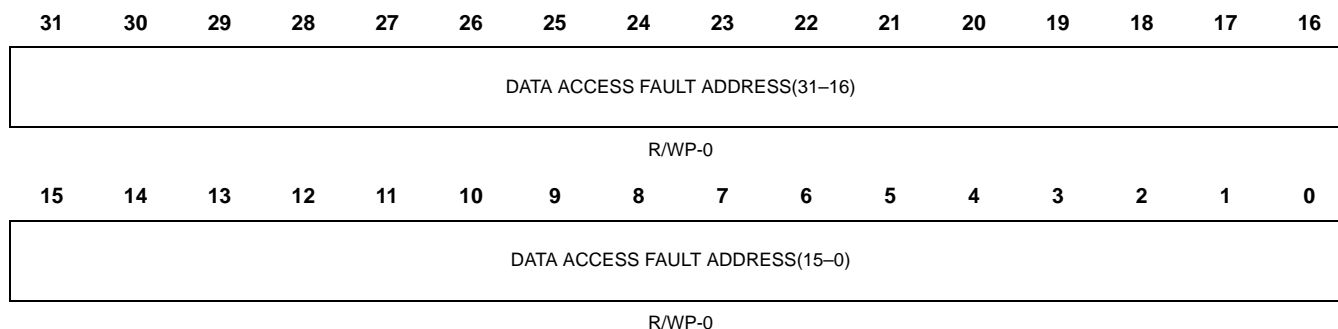 31 30 29 28 27 26 25 24 23 22 21 20 19 18 17 16
DATA ACCESS FAULT ADDRESS(31–16)
R/WP-0
15 14 13 12 11 10 9 8 7 6 5 4 3 2 1 0
DATA ACCESS FAULT ADDRESS(15–0)
R/WP-0